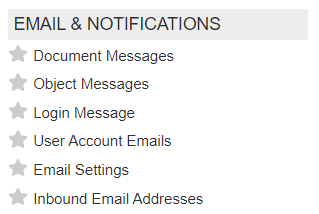 EMAIL & NOTIFICATIONS
Document Messages
Object Messages
Login Message
User Account Emails
Email Settings
Inbound Email Addresses